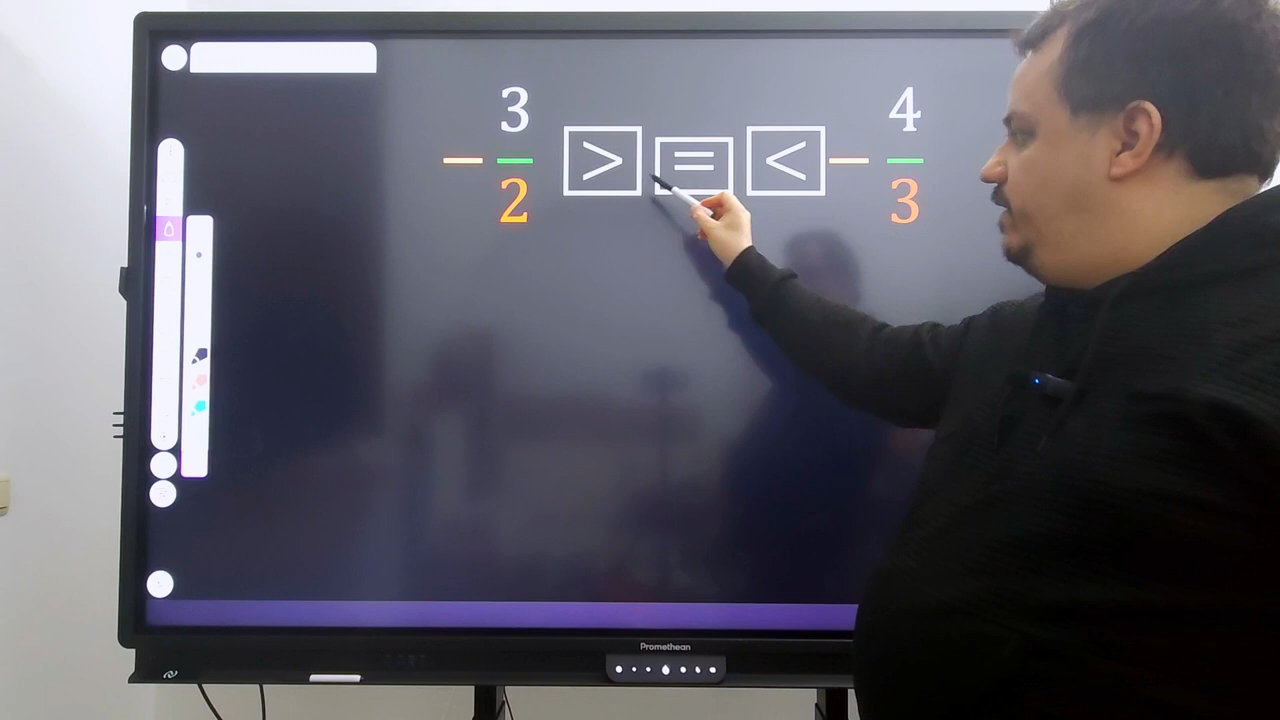 3 4
− > = < −
2 3
Promethean